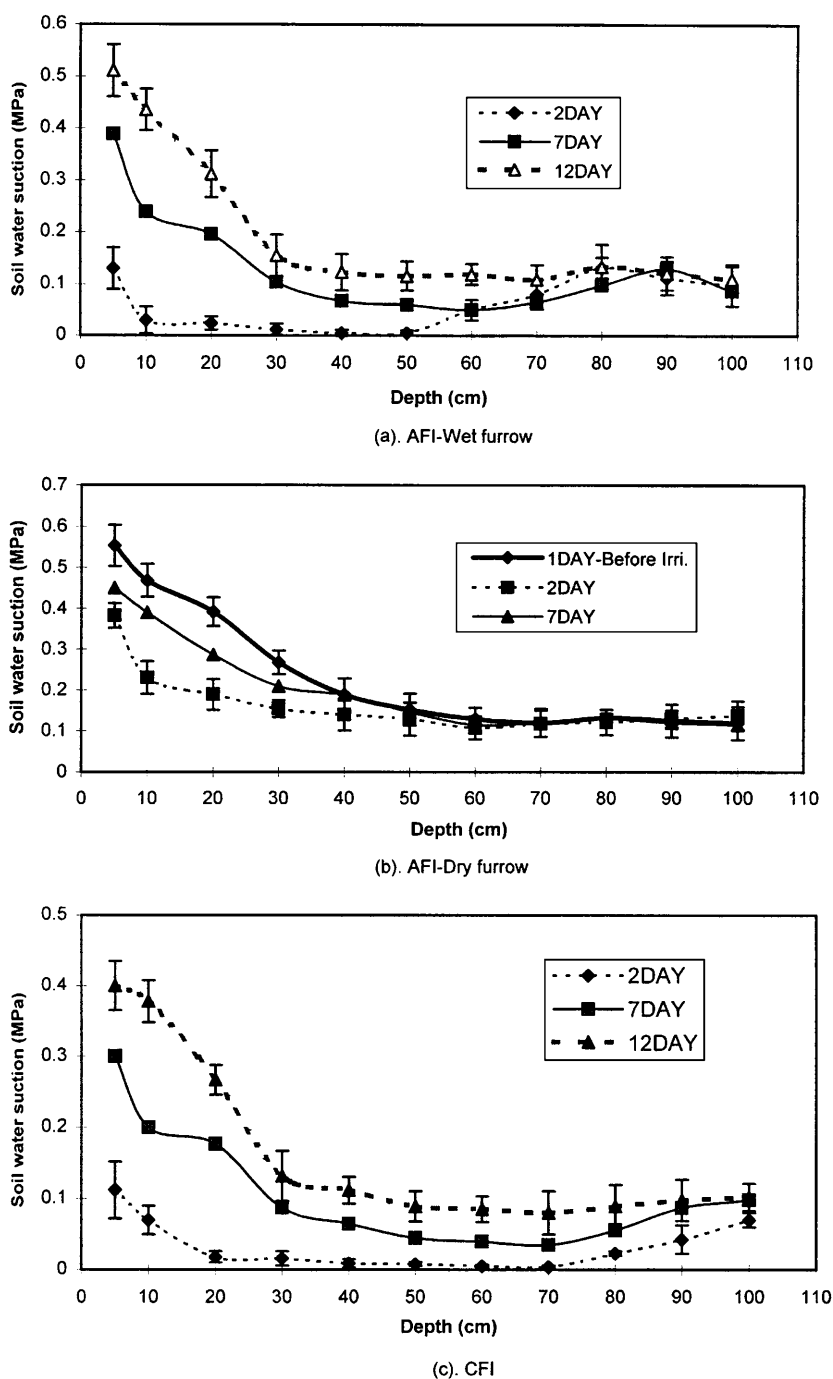 0.6
0.5
0.4
0.3
0.2
0.1
0
Soil water suction (MPa)
2DAY
7DAY
12DAY
0 10 20 30 40 50 60 70 80 90 100 110
Depth (cm)
(a). AFI-Wet furrow
0.7
0.6
0.5
0.4
0.3
0.2
0.1
0
Soil water suction (MPa)
1DAY-Before Irri.
2DAY
7DAY
0 10 20 30 40 50 60 70 80 90 100 110
Depth (cm)
(b). AFI-Dry furrow
0.5
0.4
0.3
0.2
0.1
0
Soil water suction (MPa)
2DAY
7DAY
12DAY
0 10 20 30 40 50 60 70 80 90 100 110
Depth (cm)
(c). CFI